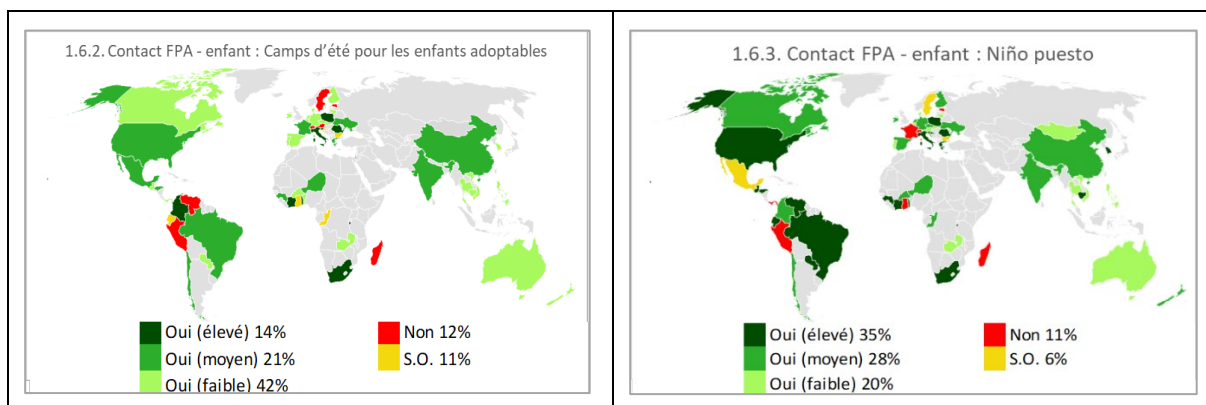 1.6.2. Contact FPA - enfant : Camps d’été pour les enfants adoptables
Oui (élevé) 14%
Oui (moyen) 21%
Oui (faible) 42%
Non 12%
S.O. 11%
1.6.3. Contact FPA - enfant : Niño puesto
Oui (élevé) 35%
Oui (moyen) 28%
Oui (faible) 20%
Non 11%
S.O. 6%